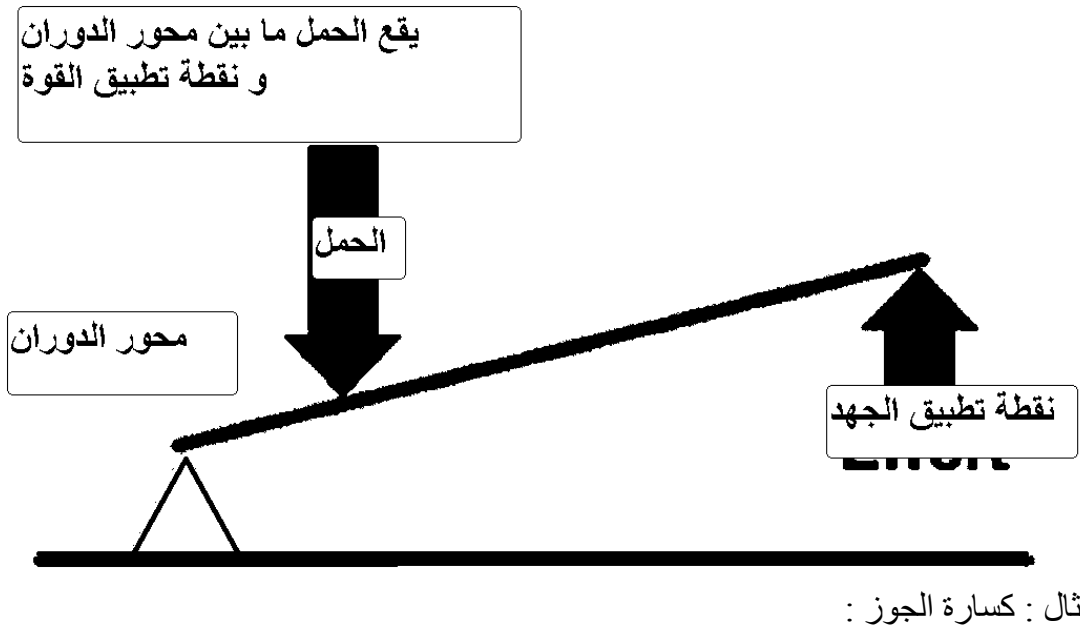 يقع الحمل ما بين محور الدوران
و نقطة تطبيق القوة
الحمل
محور الدوران
نقطة تطبيق الجهد
ثال : كسارة الجوز :